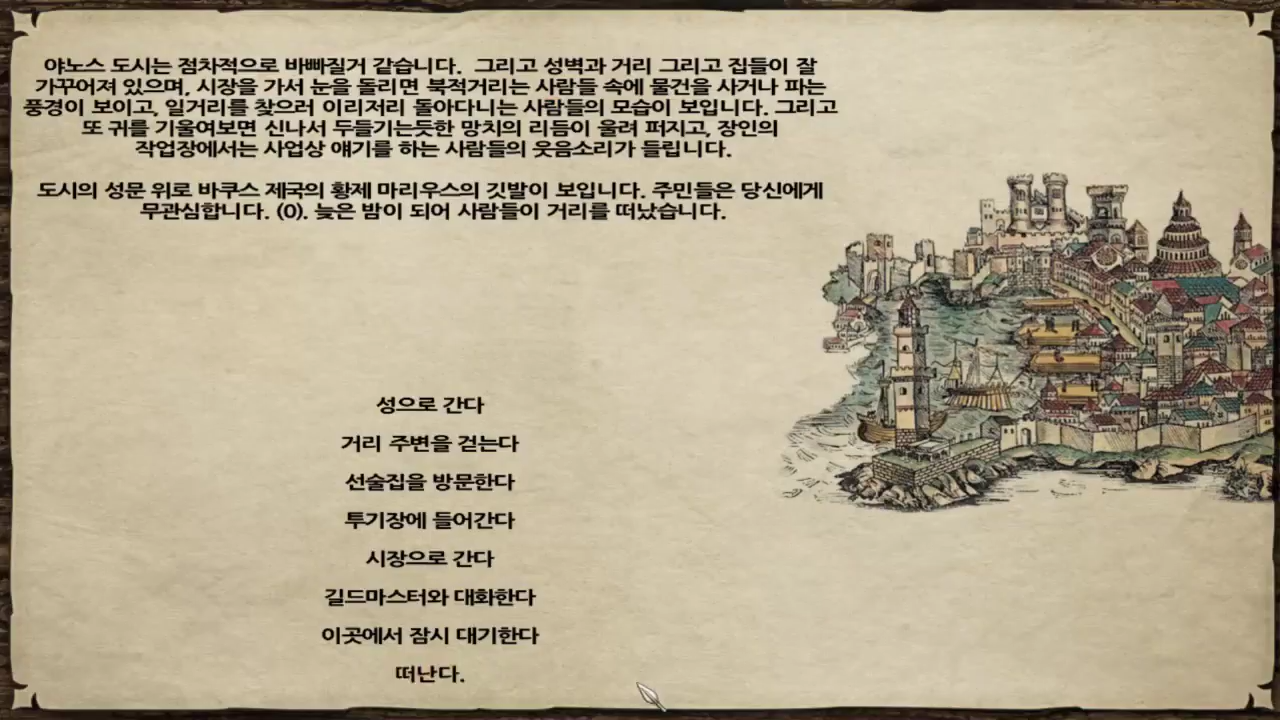 야노스 도시는 점차적으로 바빠질거 같습니다.  그리고 성벽과 거리 그리고 집들이 잘
가꾸어져 있으며, 시장을 가서 눈을 돌리면 북적거리는 사람들 속에 물건을 사거나 파는
풍경이 보이고, 일거리를 찾으러 이리저리 돌아다니는 사람들의 모습이 보입니다. 그리고
또 귀를 기울여보면 신나서 두들기는듯한 망치의 리듬이 울려 퍼지고, 장인의
작업장에서는 사업상 얘기를 하는 사람들의 웃음소리가 들립니다.
도시의 성문 위로 바쿠스 제국의 황제 마리우스의 깃발이 보입니다. 주민들은 당신에게
무관심합니다. (0). 늦은 밤이 되어 사람들이 거리를 떠났습니다.
성으로 간다
거리 주변을 걷는다
선술집을 방문한다
투기장에 들어간다
시장으로 간다
길드마스터와 대화한다
이곳에서 잠시 대기한다
떠난다.